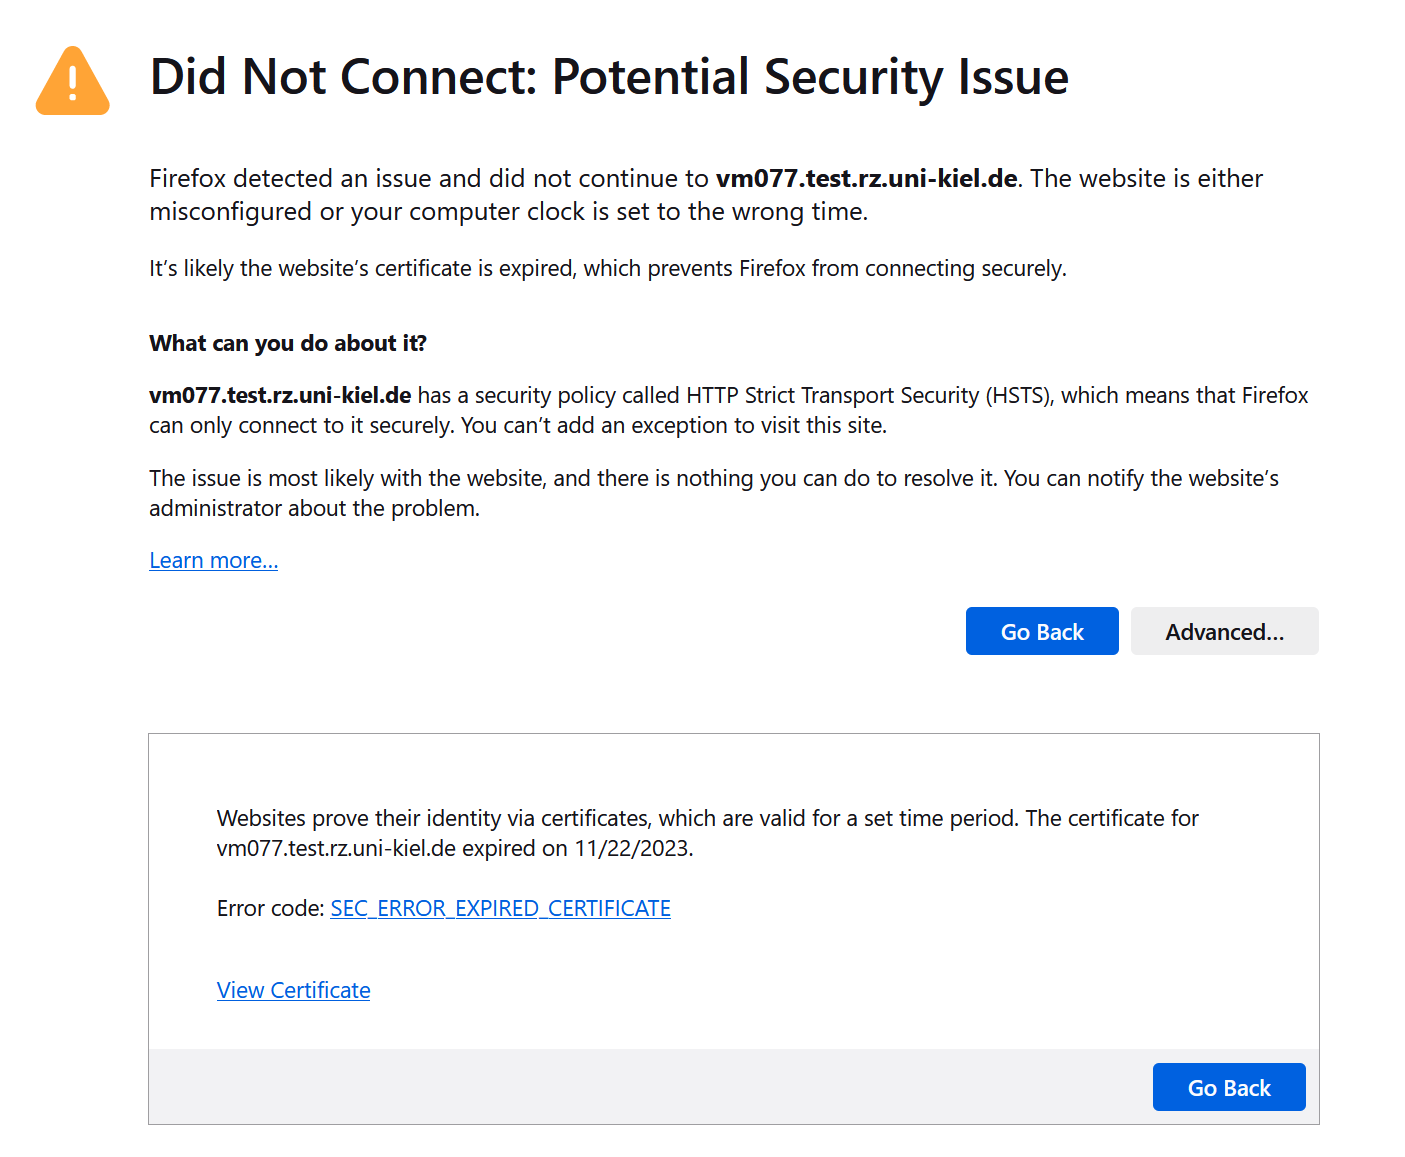 Did Not Connect: Potential Security Issue
Firefox detected an issue and did not continue to vm077.test.rz.uni-kiel.de. The website is either
misconfigured or your computer clock is set to the wrong time.
It’s likely the website’s certificate is expired, which prevents Firefox from connecting securely.
What can you do about it?
vm077.test.rz.uni-kiel.de has a security policy called HTTP Strict Transport Security (HSTS), which means that Firefox
can only connect to it securely. You can’t add an exception to visit this site.
The issue is most likely with the website, and there is nothing you can do to resolve it. You can notify the website’s
administrator about the problem.
Learn more…
Go Back
Advanced…
Websites prove their identity via certificates, which are valid for a set time period. The certificate for
vm077.test.rz.uni-kiel.de expired on 11/22/2023.
Error code: SEC_ERROR_EXPIRED_CERTIFICATE
View Certificate
Go Back